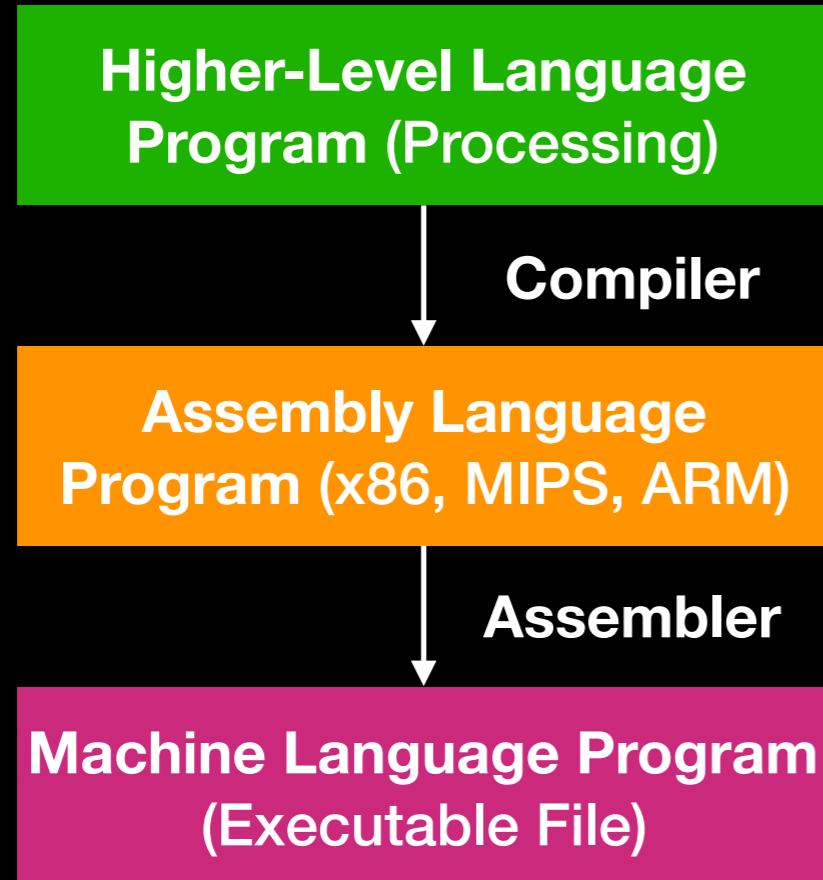 Higher-Level Language
Program (Processing)
Compiler
Assembly Language
Program (x86, MIPS, ARM)
Assembler
Machine Language Program
(Executable File)